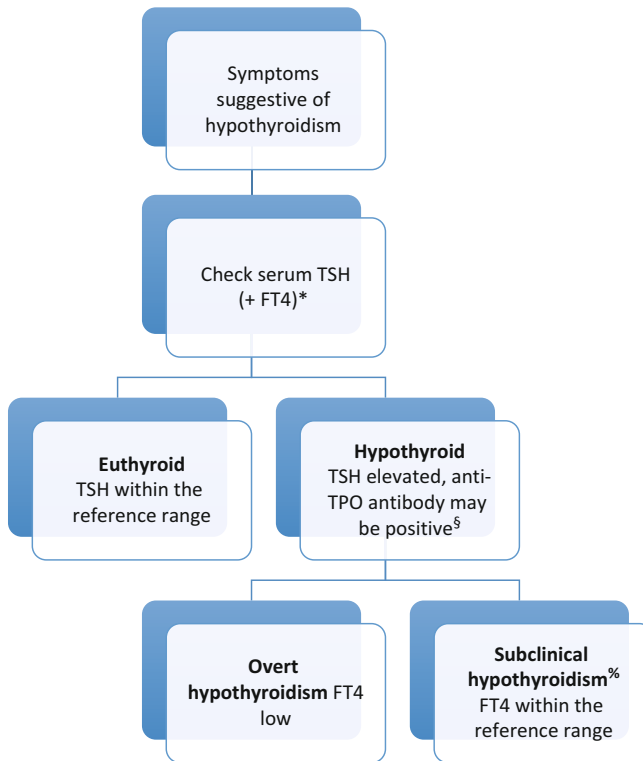 Symptoms
suggestive of
hypothyroidism
Check serum TSH
(+ FT4)*
Euthyroid
TSH within the
reference range
Hypothyroid
TSH elevated, anti-
TPO antibody may
be positive§
Overt
hypothyroidism FT4
low
Subclinical
hypothyroidism%
FT4 within the
reference range